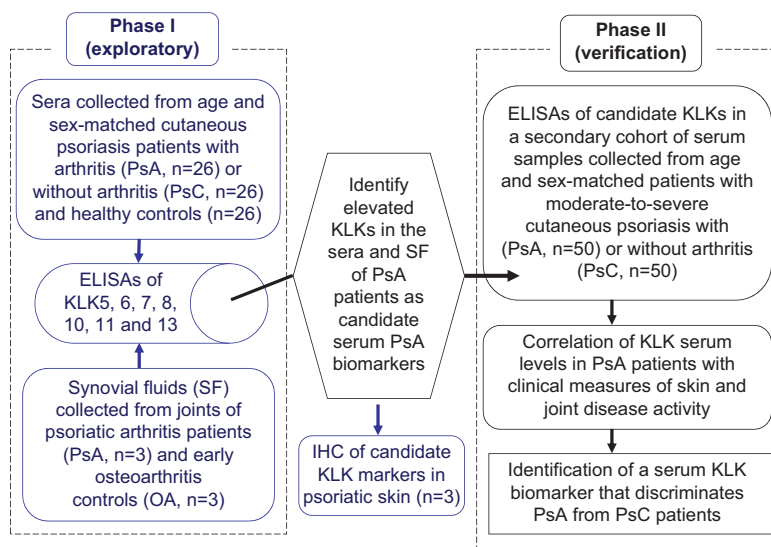 Phase I
(exploratory)
Sera collected from age and
sex-matched cutaneous
psoriasis patients with
arthritis (PsA, n=26) or
without arthritis (PsC, n=26)
and healthy controls (n=26)
ELISAs of
KLK5, 6, 7, 8,
10, 11 and 13
Synovial fluids (SF)
collected from joints of
psoriatic arthritis patients
(PsA, n=3) and early
osteoarthritis
controls (OA, n=3)
Identify
elevated
KLKs in the
sera and SF
of PsA
patients as
candidate
serum PsA
biomarkers
IHC of candidate
KLK markers in
psoriatic skin (n=3)
Phase II
(verification)
ELISAs of candidate KLKs in
a secondary cohort of serum
samples collected from age
and sex-matched patients with
moderate-to-severe
cutaneous psoriasis with
(PsA, n=50) or without arthritis
(PsC, n=50)
Correlation of KLK serum
levels in PsA patients with
clinical measures of skin and
joint disease activity
Identification of a serum KLK
biomarker that discriminates
PsA from PsC patients